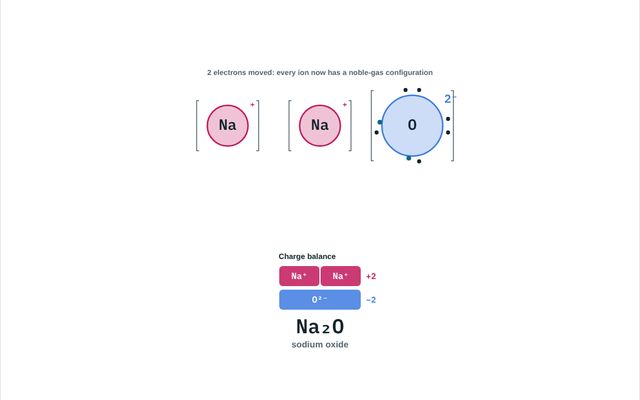 2 electrons moved: every ion now has a noble-gas configuration
Na + Na + O 2−
Charge balance
Na⁺ Na⁺ +2
O²⁻ −2
Na₂O
sodium oxide